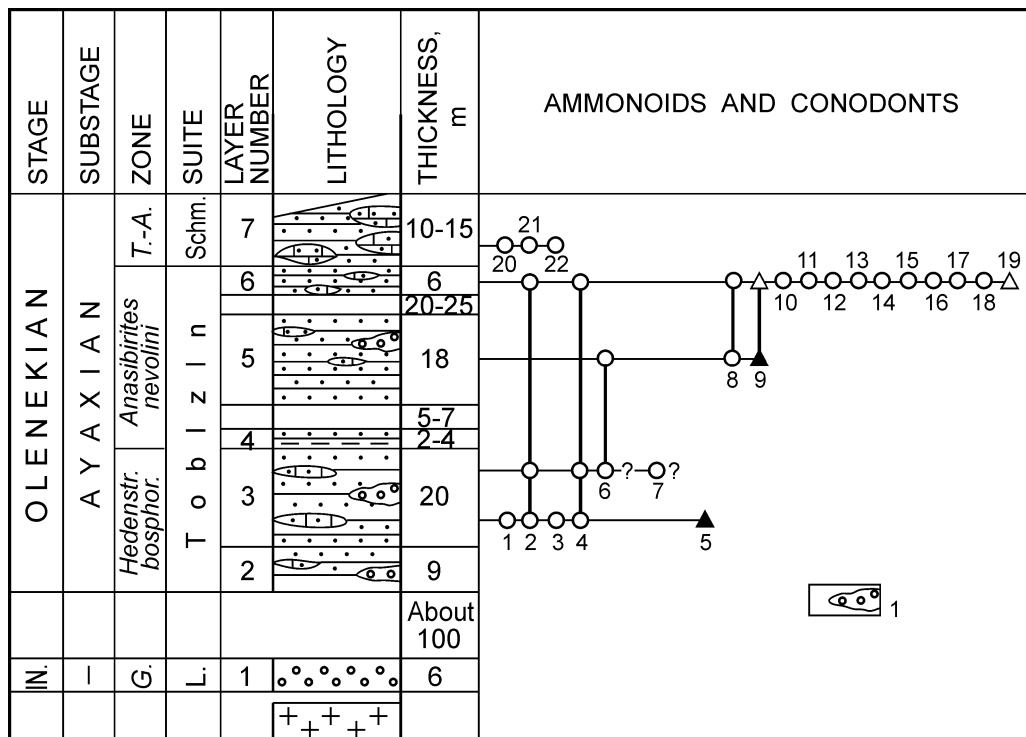 STAGE
SUBSTAGE
ZONE
SUITE
LAYER
NUMBER
LITHOLOGY
THICKNESS,
m
AMMONOIDS AND CONODONTS
OLENEKIAN
AYAXIAN
T.-A.
Schm.
7
10-15
21
20 22
Anasibirites
nevolini
Tobizin
6
6
11 13 15 17 19
10 12 14 16 18
20-25
5
18
8 9
5-7
4
2-4
Hedenstr.
bosphor.
3
20
6 ? 7 ?
1 2 3 4 5
2
9
1
About
100
IN.
–
G.
L.
1
6